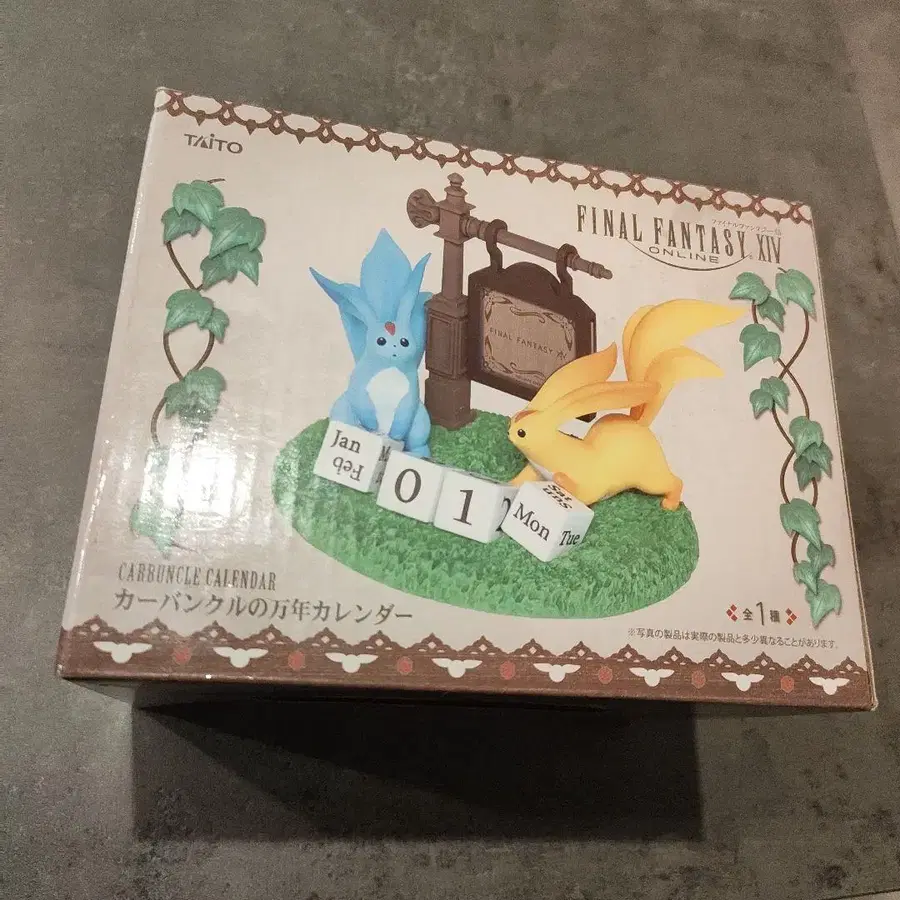 TAITO
ファイナルファンタジーXIV
FINAL FANTASY XIV
ONLINE
FINAL FANTASY XIV
Jan
Feb
0
1
Sat
Sun
Mon
Tue
CARBUNCLE CALENDAR
カーバンクルの万年カレンダー
全1種
※写真の製品は実際の製品と多少異なることがあります。